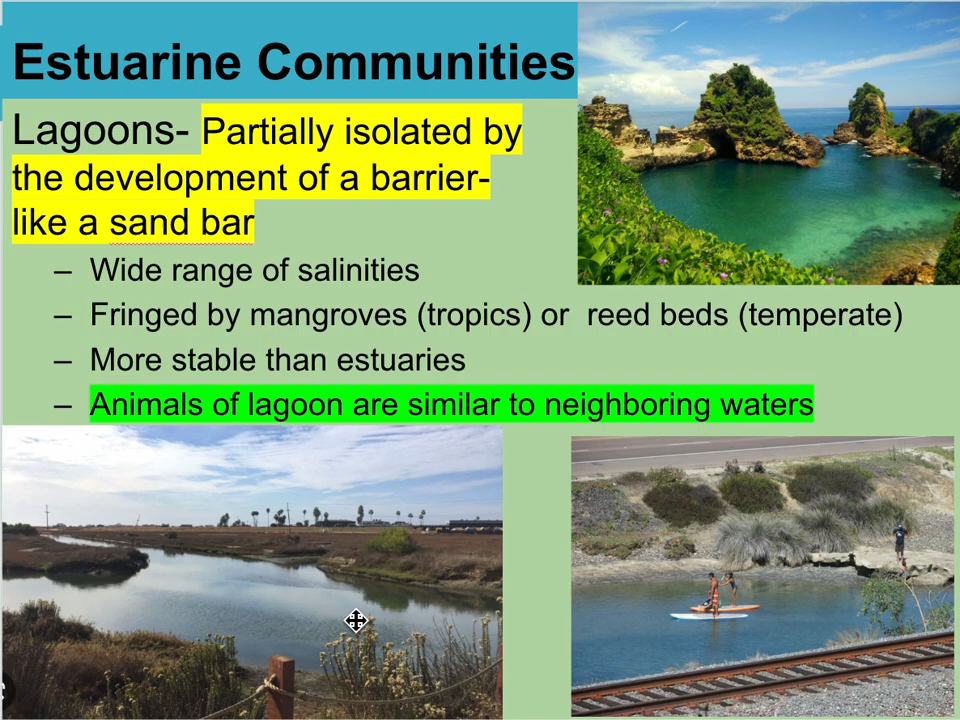 Estuarine Communities
Lagoons- Partially isolated by
the development of a barrier-
like a sand bar
– Wide range of salinities
– Fringed by mangroves (tropics) or  reed beds (temperate)
– More stable than estuaries
– Animals of lagoon are similar to neighboring waters